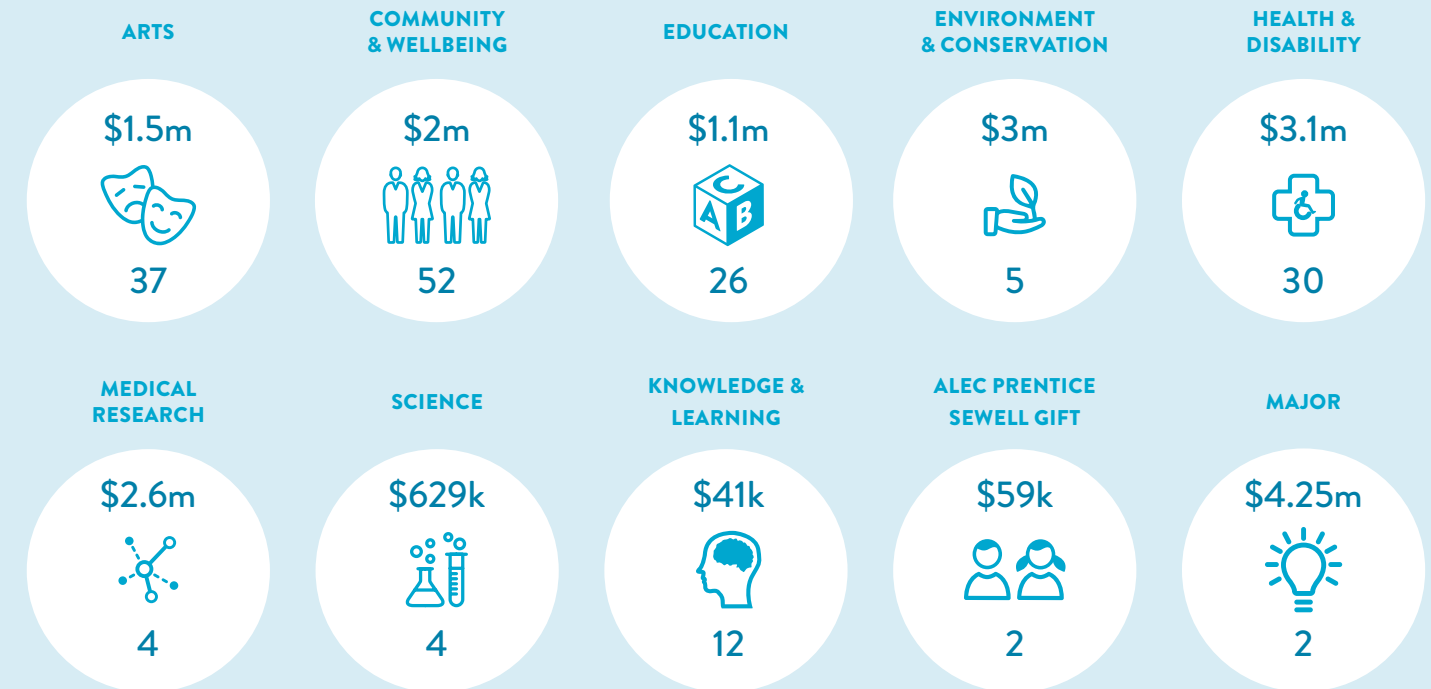 ARTS
COMMUNITY
& WELLBEING
EDUCATION
ENVIRONMENT
& CONSERVATION
HEALTH &
DISABILITY
$1.5m
$2m
$1.1m
$3m
$3.1m
A
B
C
37
52
26
5
30
MEDICAL
RESEARCH
SCIENCE
KNOWLEDGE &
LEARNING
ALEC PRENTICE
SEWELL GIFT
MAJOR
$2.6m
$629k
$41k
$59k
$4.25m
4
4
12
2
2